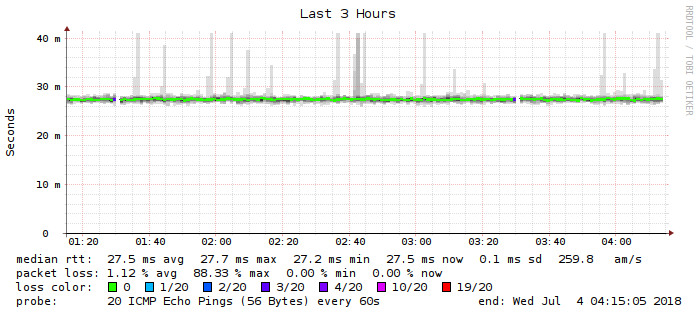 Last 3 Hours
RRDTOOL / TOBI OETIKER
Seconds
40 m
30 m
20 m
10 m
0
01:20 01:40 02:00 02:20 02:40 03:00 03:20 03:40 04:00
median rtt: 27.5 ms avg 27.7 ms max 27.2 ms min 27.5 ms now 0.1 ms sd 259.8 am/s
packet loss: 1.12 % avg 88.33 % max 0.00 % min 0.00 % now
loss color: 0 1/20 2/20 3/20 4/20 10/20 19/20
probe: 20 ICMP Echo Pings (56 Bytes) every 60s end: Wed Jul 4 04:15:05 2018